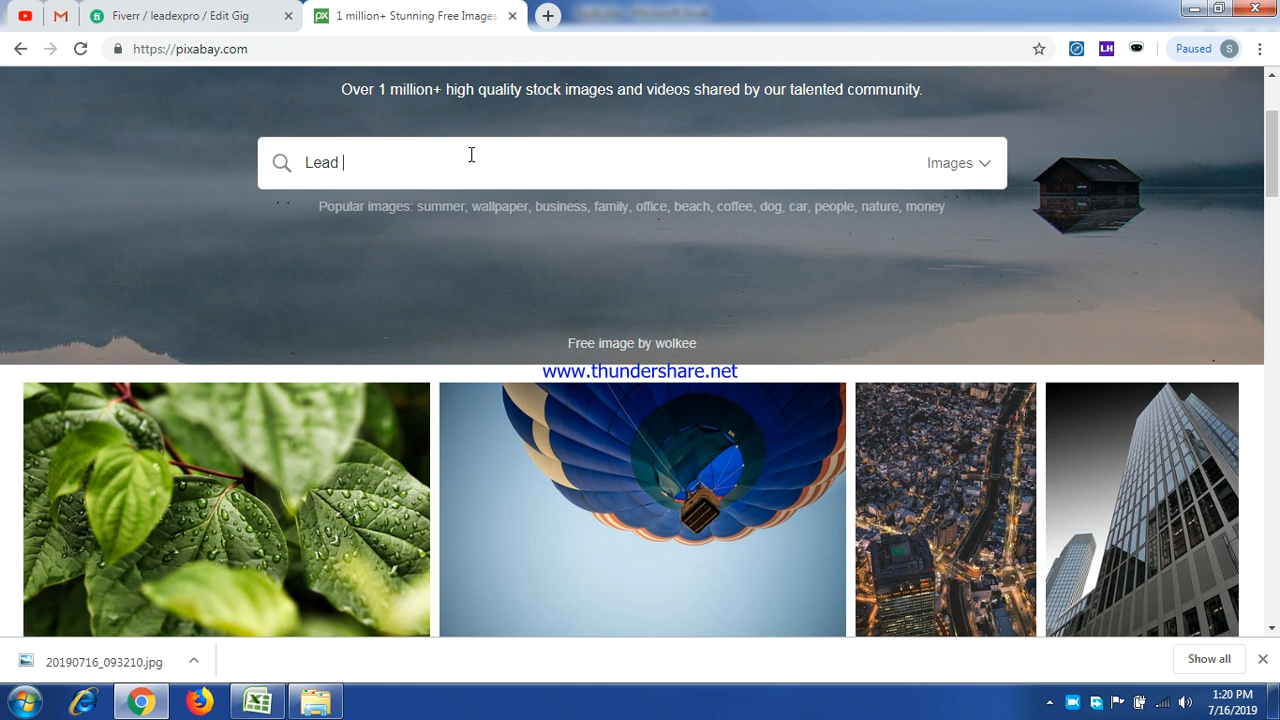 Fiverr / leadexpro / Edit Gig
1 million+ Stunning Free Images
https://pixabay.com
LH
Paused
S
Over 1 million+ high quality stock images and videos shared by our talented community.
Lead
Images
Popular images: summer, wallpaper, business, family, office, beach, coffee, dog, car, people, nature, money
Free image by wolkee
www.thundershare.net
20190716_093210.jpg
Show all
1:20 PM
7/16/2019